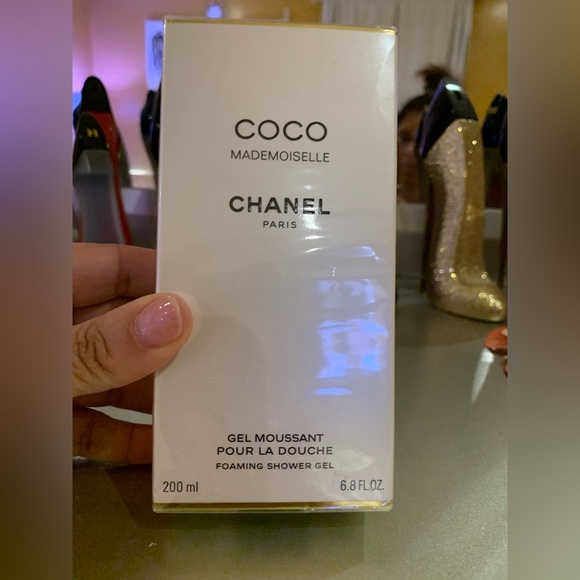 COCO
MADEMOISELLE
CHANEL
PARIS
GEL MOUSSANT
POUR LA DOUCHE
FOAMING SHOWER GEL
200 ml 6.8 FL.OZ.